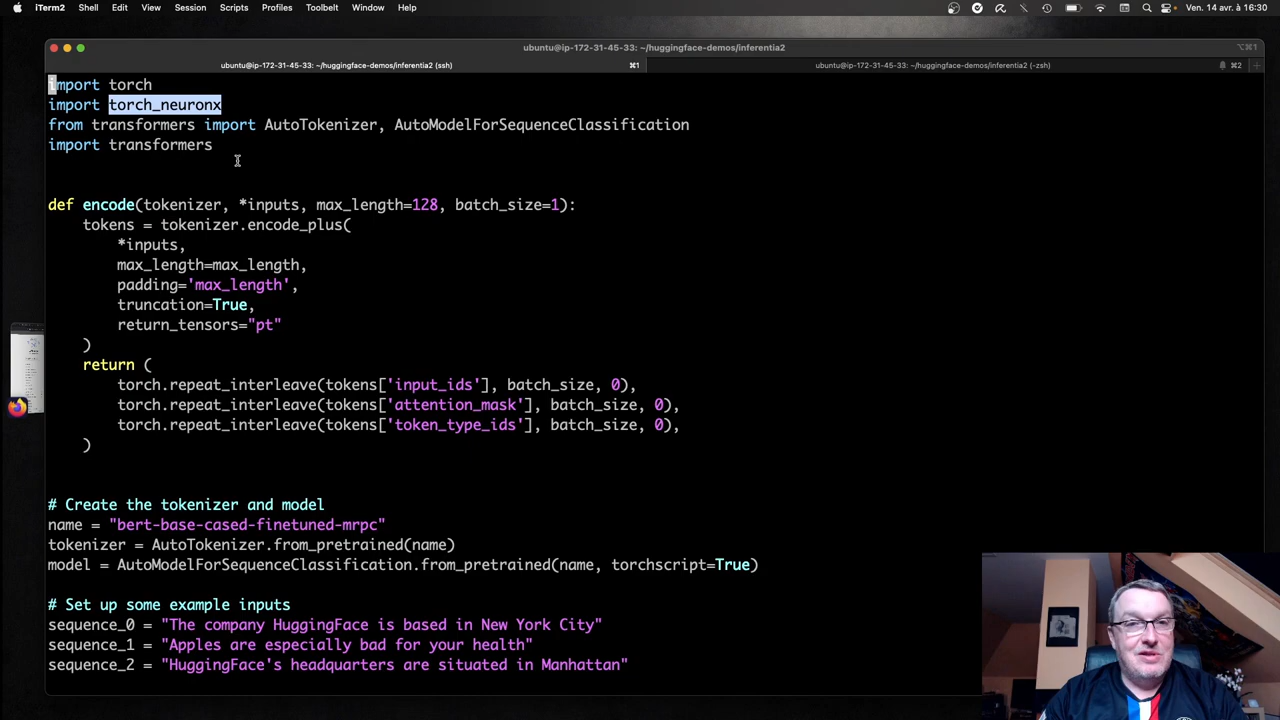 iTerm2 Shell Edit View Session Scripts Profiles Toolbelt Window Help Ven. 14 avr. à 16:30
ubuntu@ip-172-31-45-33: ~/huggingface-demos/inferentia2 ⌥⌘1
ubuntu@ip-172-31-45-33: ~/huggingface-demos/inferentia2 (ssh) ⌘1 ubuntu@ip-172-31-45-33: ~/huggingface-demos/inferentia2 (-zsh) ⌘2
import torch
import torch_neuronx
from transformers import AutoTokenizer, AutoModelForSequenceClassification
import transformers
def encode(tokenizer, *inputs, max_length=128, batch_size=1):
    tokens = tokenizer.encode_plus(
        *inputs,
        max_length=max_length,
        padding='max_length',
        truncation=True,
        return_tensors="pt"
    )
    return (
        torch.repeat_interleave(tokens['input_ids'], batch_size, 0),
        torch.repeat_interleave(tokens['attention_mask'], batch_size, 0),
        torch.repeat_interleave(tokens['token_type_ids'], batch_size, 0),
    )
# Create the tokenizer and model
name = "bert-base-cased-finetuned-mrpc"
tokenizer = AutoTokenizer.from_pretrained(name)
model = AutoModelForSequenceClassification.from_pretrained(name, torchscript=True)
# Set up some example inputs
sequence_0 = "The company HuggingFace is based in New York City"
sequence_1 = "Apples are especially bad for your health"
sequence_2 = "HuggingFace's headquarters are situated in Manhattan"